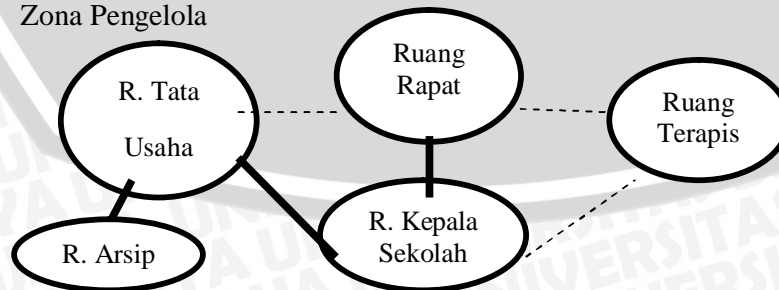 Zona Pengelola
R. Tata
Usaha
Ruang
Rapat
Ruang
Terapis
R. Arsip
R. Kepala
Sekolah